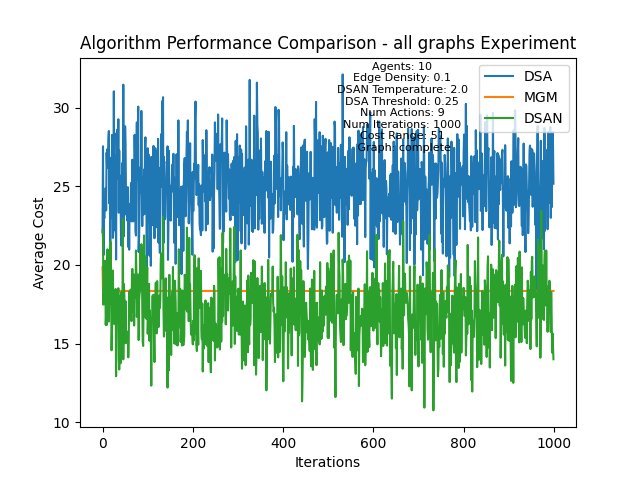 Algorithm Performance Comparison - all graphs Experiment
Agents: 10
Edge Density: 0.1
DSAN Temperature: 2.0
DSA Threshold: 0.25
Num Actions: 9
Num Iterations: 1000
Cost Range: 51
Graph: complete
DSA
MGM
DSAN
Average Cost
30
25
20
15
10
0
200
400
600
800
1000
Iterations